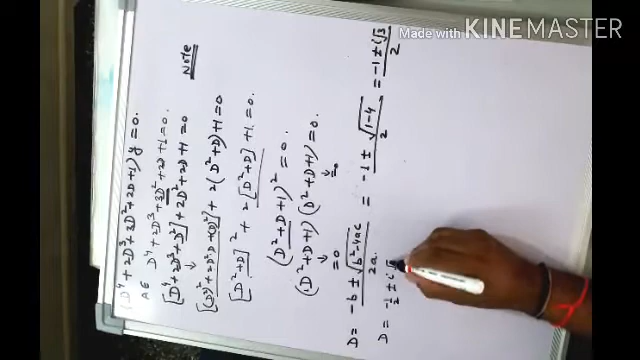 Made with KINEMASTER
(D⁴ + 2D³ + 3D² + 2D + 1) y = 0.
AE D⁴ + 2D³ + 3D² + 2D + 1 = 0.
Note
[D⁴ + 2D³ + D²] + 2D² + 2D + 1 = 0
[(D²)² + 2D² D + (D)²] + 2(D² + D) + 1 = 0
[D² + D]² + 2[D² + D] + 1 = 0.
(D² + D + 1)² = 0.
(D² + D + 1) (D² + D + 1) = 0.
= 0 = 0
D = -b ± √b² - 4ac / 2a = -1 ± √1-4 / 2 = -1 ± i√3 / 2
D = -1/2 ± i√